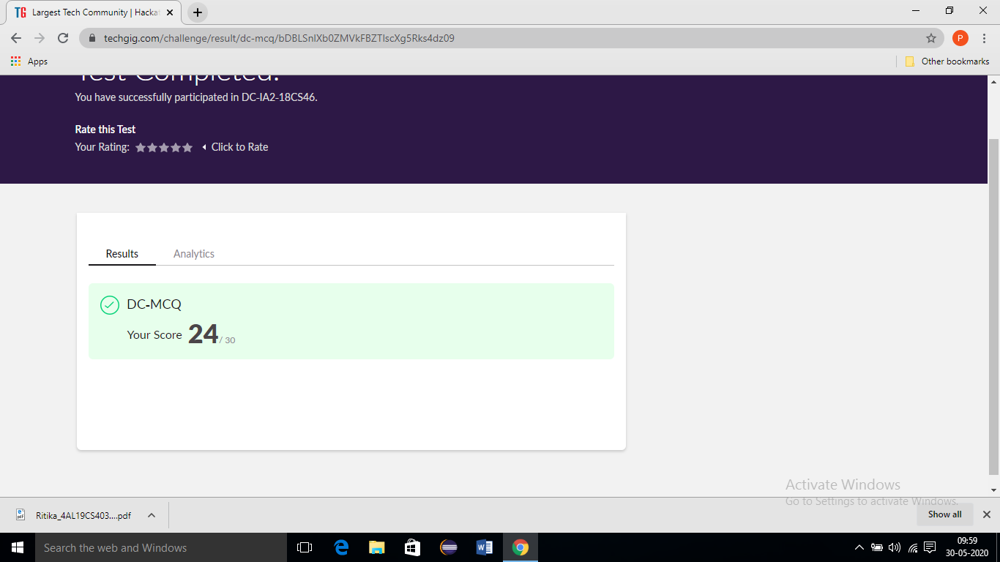 TG Largest Tech Community | Hacka
techgig.com/challenge/result/dc-mcq/bDBLSnlXb0ZMVkFBZTlscXg5Rks4dz09
P
Apps
Other bookmarks
Test Completed!
You have successfully participated in DC-IA2-18CS46.
Rate this Test
Your Rating: Click to Rate
Results Analytics
DC-MCQ
Your Score 24 / 30
Activate Windows
Go to Settings to activate Windows.
Ritika_4AL19CS403....pdf
Show all
Search the web and Windows
09:59
30-05-2020